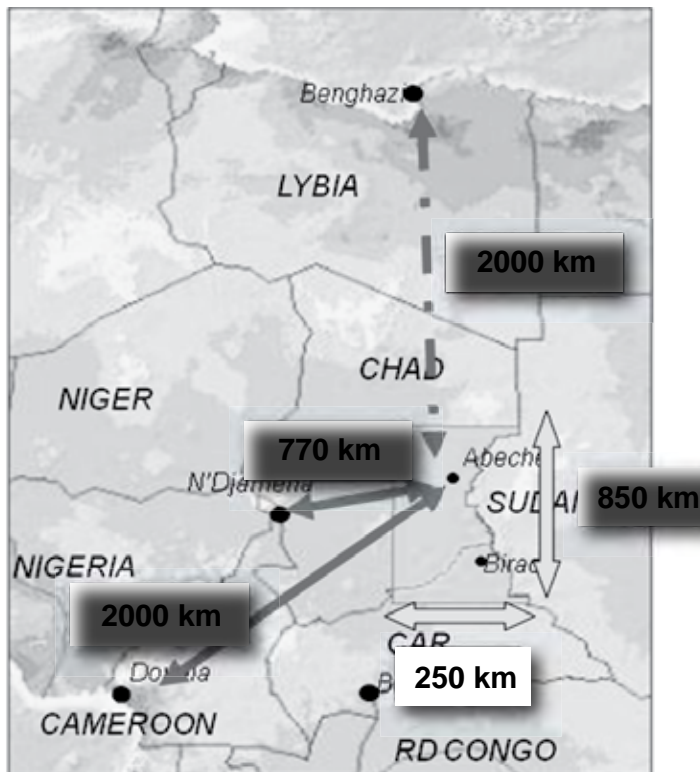 Benghazi
LYBIA
2000 km
CHAD
NIGER
770 km
Abeche
N'Djamena
SUDA
850 km
NIGERIA
Birao
2000 km
CAR
250 km
CAMEROON
RD CONGO